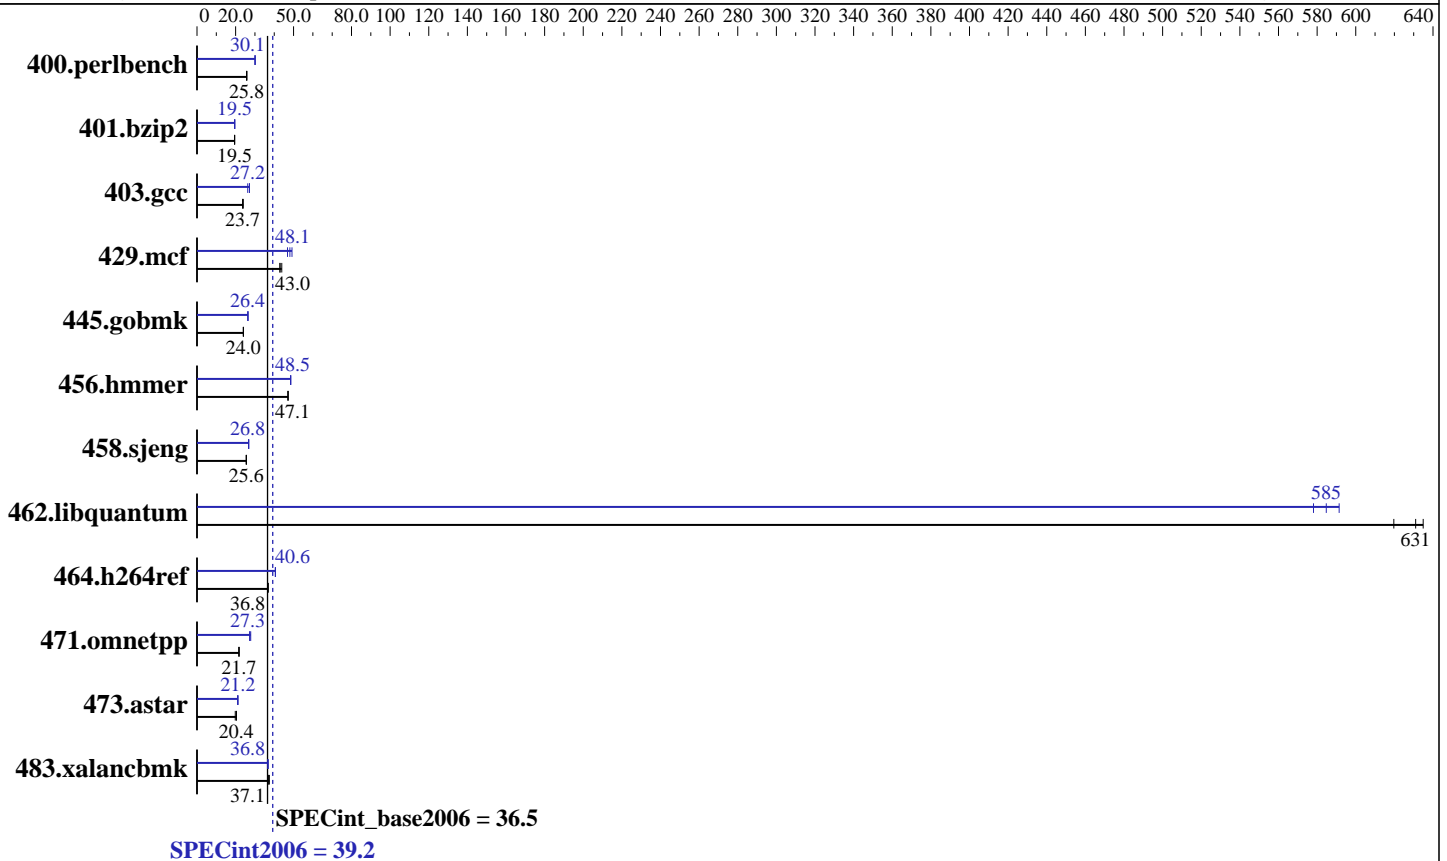 0 20.0 50.0 80.0 100 120 140 160 180 200 220 240 260 280 300 320 340 360 380 400 420 440 460 480 500 520 540 560 580 600 640
30.1
400.perlbench
25.8
19.5
401.bzip2
19.5
27.2
403.gcc
23.7
48.1
429.mcf
43.0
26.4
445.gobmk
24.0
48.5
456.hmmer
47.1
26.8
458.sjeng
25.6
585
462.libquantum
631
40.6
464.h264ref
36.8
27.3
471.omnetpp
21.7
21.2
473.astar
20.4
36.8
483.xalancbmk
37.1
SPECint_base2006 = 36.5
SPECint2006 = 39.2